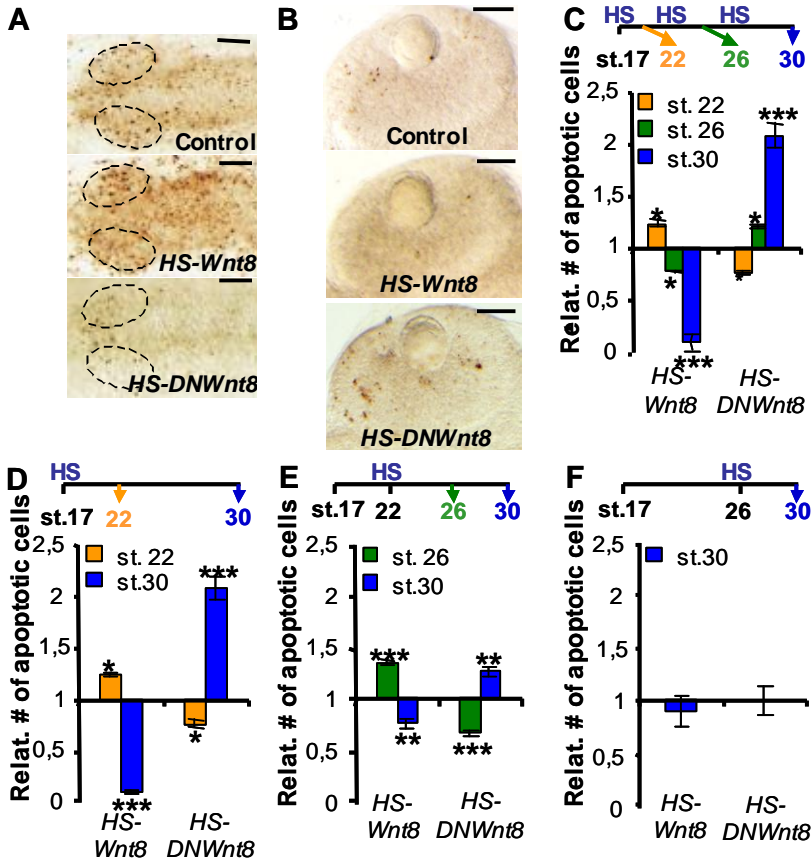 A
Control
HS-Wnt8
HS-DNWnt8
B
Control
HS-Wnt8
HS-DNWnt8
C
HS HS HS
st.17 22 26 30
Relat. # of apoptotic cells
2,5
2
1,5
1
0,5
0
st. 22
st. 26
st.30
* * *** * * ***
HS- HS-
Wnt8 DNWnt8
D
HS
st.17 22 30
Relat. # of apoptotic cells
2,5
2
1,5
1
0,5
0
st. 22
st.30
* *** * ***
HS- HS-
Wnt8 DNWnt8
E
HS
st.17 22 26 30
Relat. # of apoptotic cells
2,5
2
1,5
1
0,5
0
st. 26
st.30
*** ** *** **
HS- HS-
Wnt8 DNWnt8
F
HS
st.17 26 30
Relat. # of apoptotic cells
2,5
2
1,5
1
0,5
0
st.30
HS- HS-
Wnt8 DNWnt8